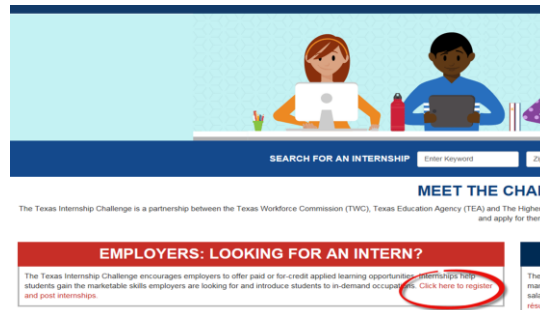 SEARCH FOR AN INTERNSHIP Enter Keyword
MEET THE
The Texas Internship Challenge is a partnership between the Texas Workforce Commission (TWC), Texas Education Agency (TEA) and The Higher
and apply for
EMPLOYERS: LOOKING FOR AN INTERN?
The Texas Internship Challenge encourages employers to offer paid or for-credit applied learning opportunities. Internships help
students gain the marketable skills employers are looking for and introduce students to in-demand occupations. Click here to register
and post internships.
The